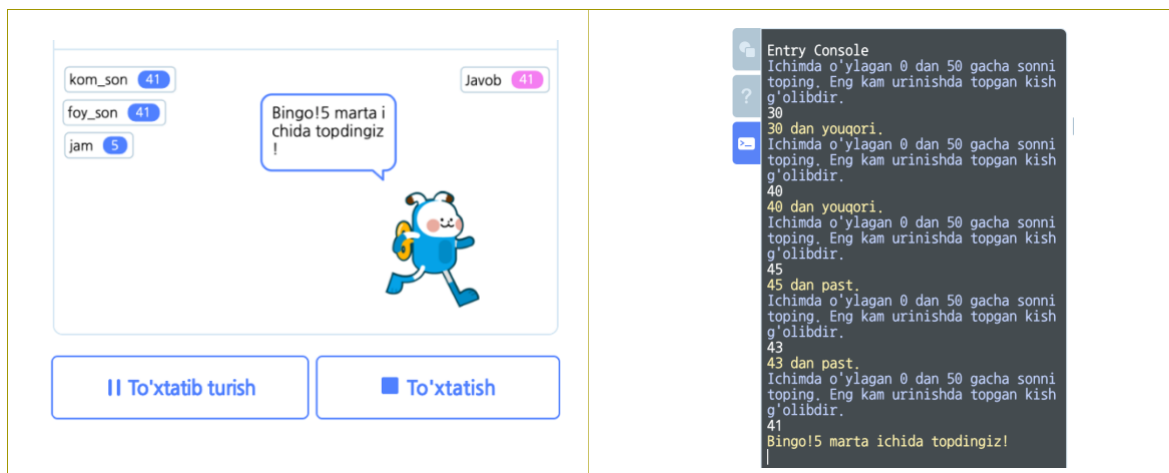 kom_son 41
foy_son 41
jam 5
Javob 41
Bingo!5 marta i
chida topdingiz
!
To'xtatib turish
To'xtatish
?
>_
Entry Console
Ichimda o'ylagan 0 dan 50 gacha sonni
toping. Eng kam urinishda topgan kish
g'olibdir.
30
30 dan youqori.
Ichimda o'ylagan 0 dan 50 gacha sonni
toping. Eng kam urinishda topgan kish
g'olibdir.
40
40 dan youqori.
Ichimda o'ylagan 0 dan 50 gacha sonni
toping. Eng kam urinishda topgan kish
g'olibdir.
45
45 dan past.
Ichimda o'ylagan 0 dan 50 gacha sonni
toping. Eng kam urinishda topgan kish
g'olibdir.
43
43 dan past.
Ichimda o'ylagan 0 dan 50 gacha sonni
toping. Eng kam urinishda topgan kish
g'olibdir.
41
Bingo!5 marta ichida topdingiz!